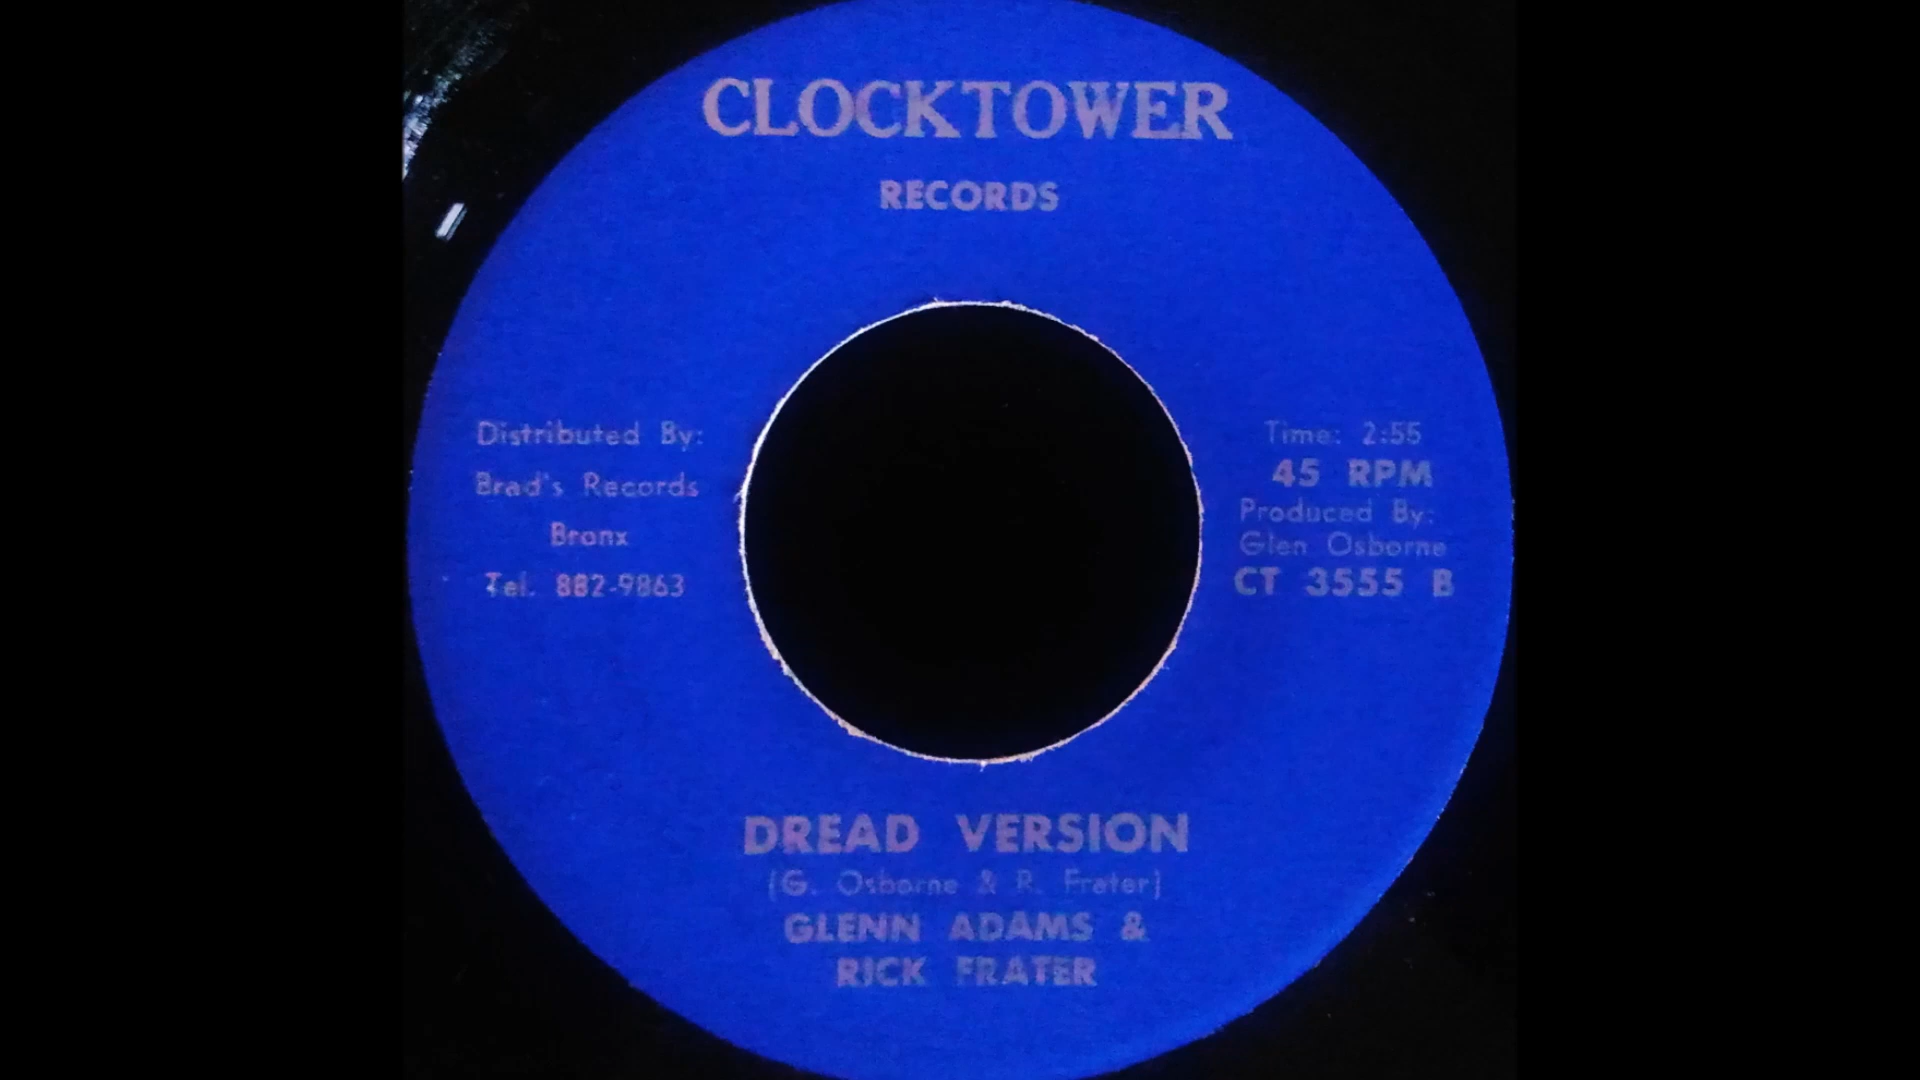 CLOCKTOWER
RECORDS
Distributed By:
Brad's Records
Bronx
Tel. 882-9863
Time: 2:55
45 RPM
Produced By:
Glen Osborne
CT 3555 B
DREAD VERSION
(G. Osborne & R. Frater)
GLENN ADAMS &
RICK FRATER